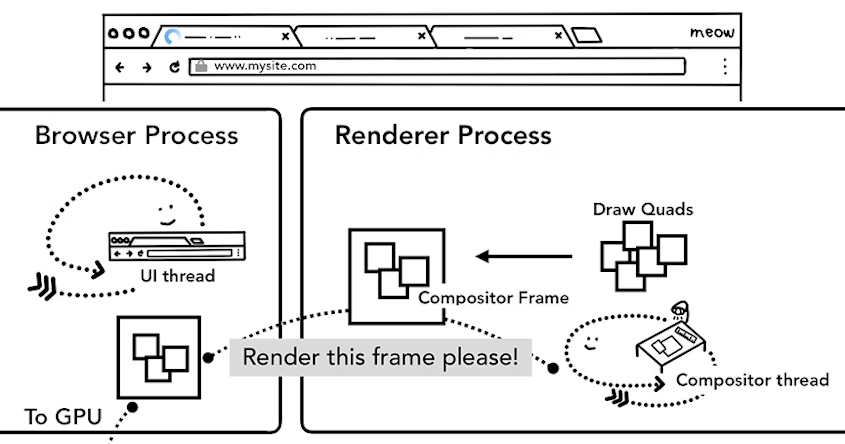 meow
www.mysite.com
Browser Process
Renderer Process
Draw Quads
UI thread
Compositor Frame
Render this frame please!
Compositor thread
To GPU